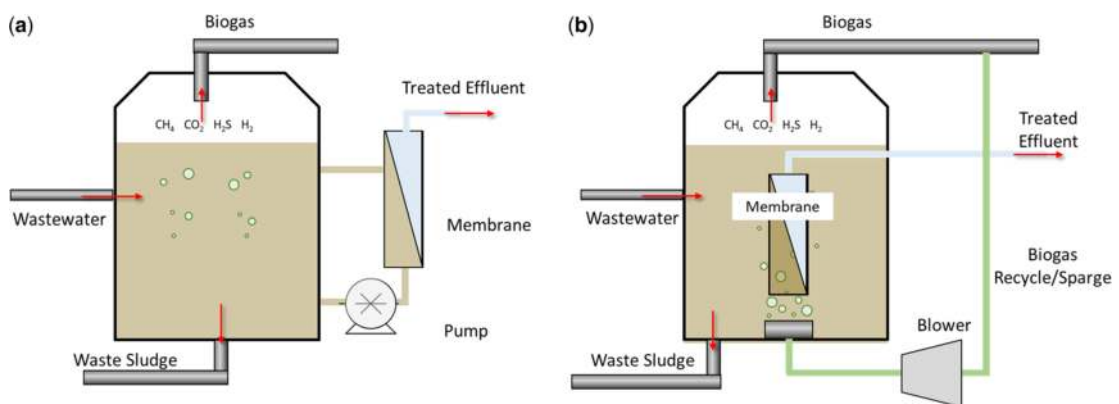 (a)
Biogas
Treated Effluent
CH₄ CO₂ H₂S H₂
Wastewater
Membrane
Pump
Waste Sludge
(b)
Biogas
CH₄ CO₂ H₂S H₂
Treated
Effluent
Wastewater
Membrane
Biogas
Recycle/Sparge
Blower
Waste Sludge